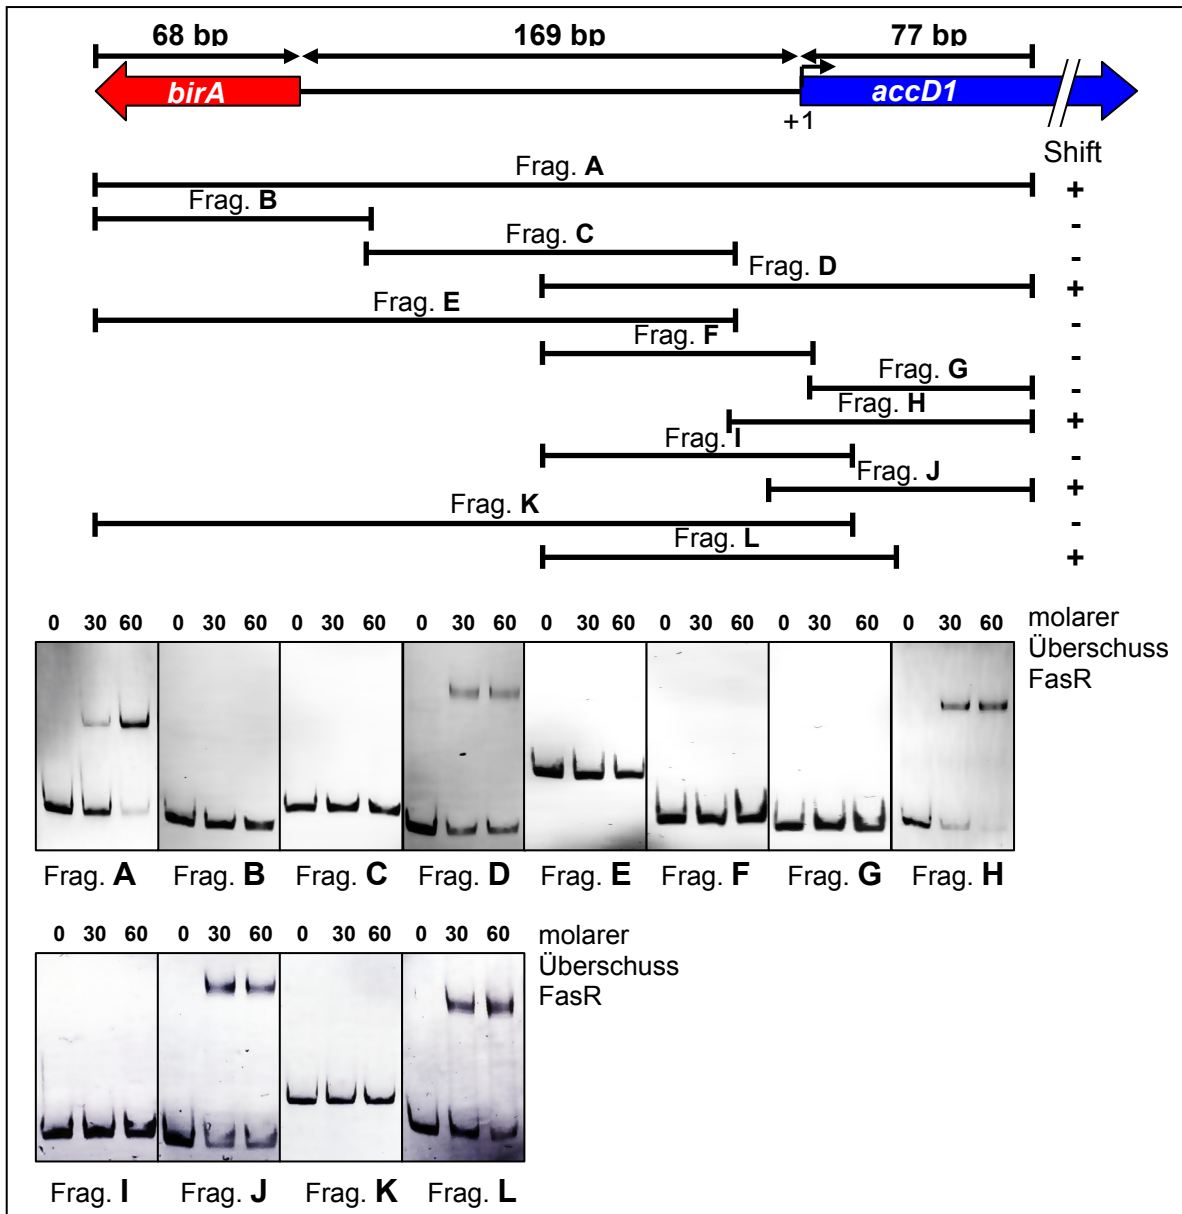 68 bp 169 bp 77 bp
birA accD1
+1
Shift
Frag. A +
Frag. B -
Frag. C -
Frag. D +
Frag. E -
Frag. F -
Frag. G -
Frag. H +
Frag. I -
Frag. J +
Frag. K -
Frag. L +
0 30 60 0 30 60 0 30 60 0 30 60 0 30 60 0 30 60 0 30 60 0 30 60 molarer
Überschuss
FasR
Frag. A Frag. B Frag. C Frag. D Frag. E Frag. F Frag. G Frag. H
0 30 60 0 30 60 0 30 60 0 30 60 molarer
Überschuss
FasR
Frag. I Frag. J Frag. K Frag. L